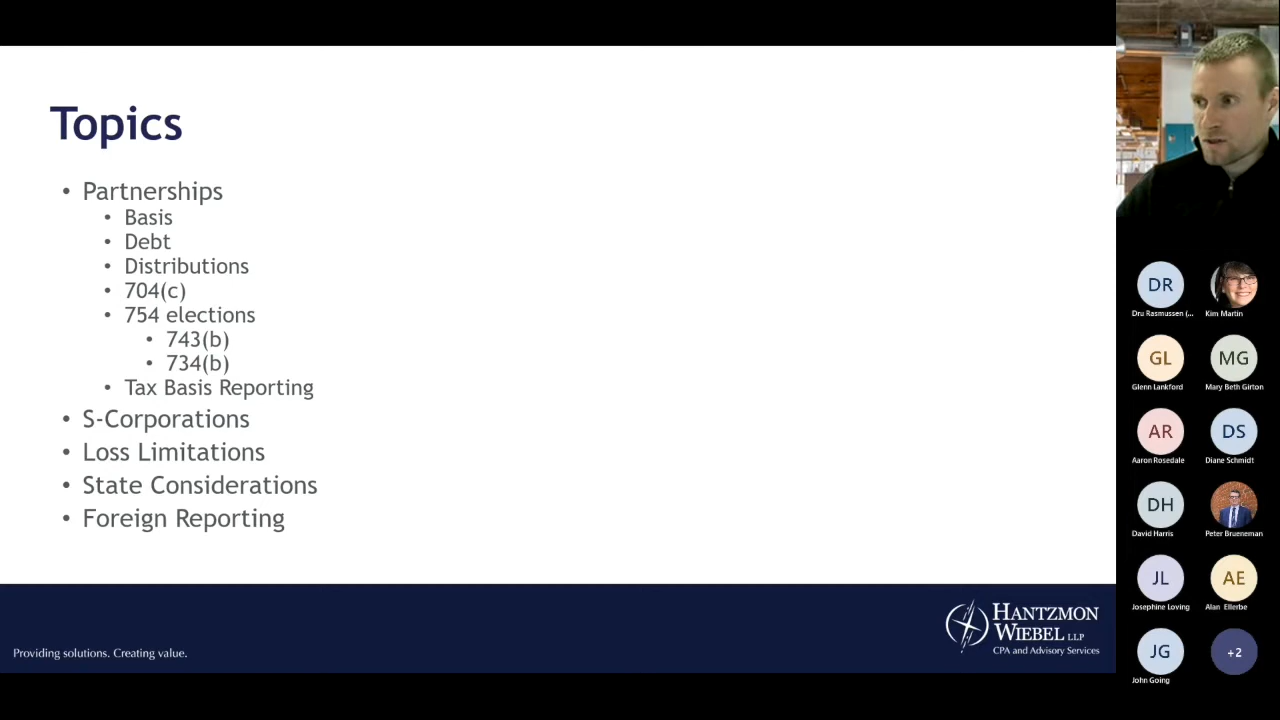 Topics
• Partnerships
• Basis
• Debt
• Distributions
• 704(c)
• 754 elections
• 743(b)
• 734(b)
• Tax Basis Reporting
• S-Corporations
• Loss Limitations
• State Considerations
• Foreign Reporting
Providing solutions. Creating value.
HANTZMON
WIEBEL LLP
CPA and Advisory Services
DR
Dru Rasmussen (...
Kim Martin
GL
Glenn Lankford
MG
Mary Beth Girton
AR
Aaron Rosedale
DS
Diane Schmidt
DH
David Harris
Peter Brueneman
JL
Josephine Loving
AE
Alan Ellerbe
JG
John Going
+2